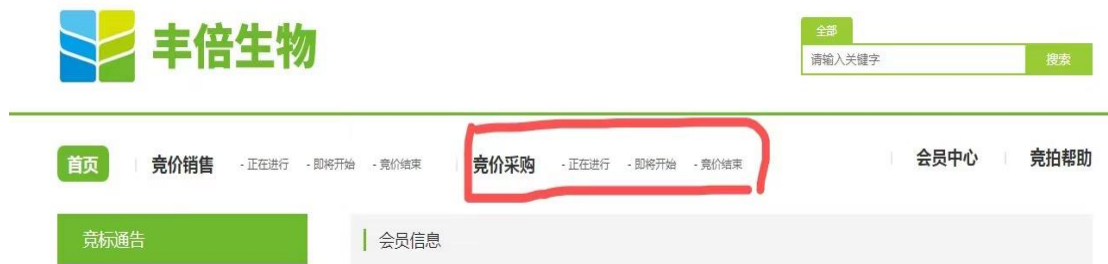 丰倍生物
全部
请输入关键字 搜索
首页 竞价销售 - 正在进行 - 即将开始 - 竞价结束 竞价采购 - 正在进行 - 即将开始 - 竞价结束 会员中心 竞拍帮助
竞标通告 会员信息